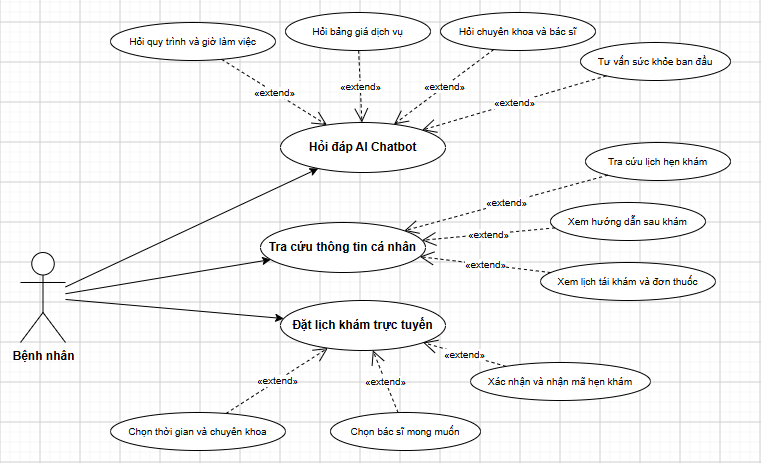 Hỏi quy trình và giờ làm việc
Hỏi bảng giá dịch vụ
Hỏi chuyên khoa và bác sĩ
Tư vấn sức khỏe ban đầu
«extend»
«extend»
«extend»
«extend»
Hỏi đáp AI Chatbot
Tra cứu lịch hẹn khám
«extend»
Xem hướng dẫn sau khám
«extend»
Tra cứu thông tin cá nhân
«extend»
Xem lịch tái khám và đơn thuốc
Bệnh nhân
Đặt lịch khám trực tuyến
«extend»
Xác nhận và nhận mã hẹn khám
«extend»
«extend»
Chọn thời gian và chuyên khoa
Chọn bác sĩ mong muốn